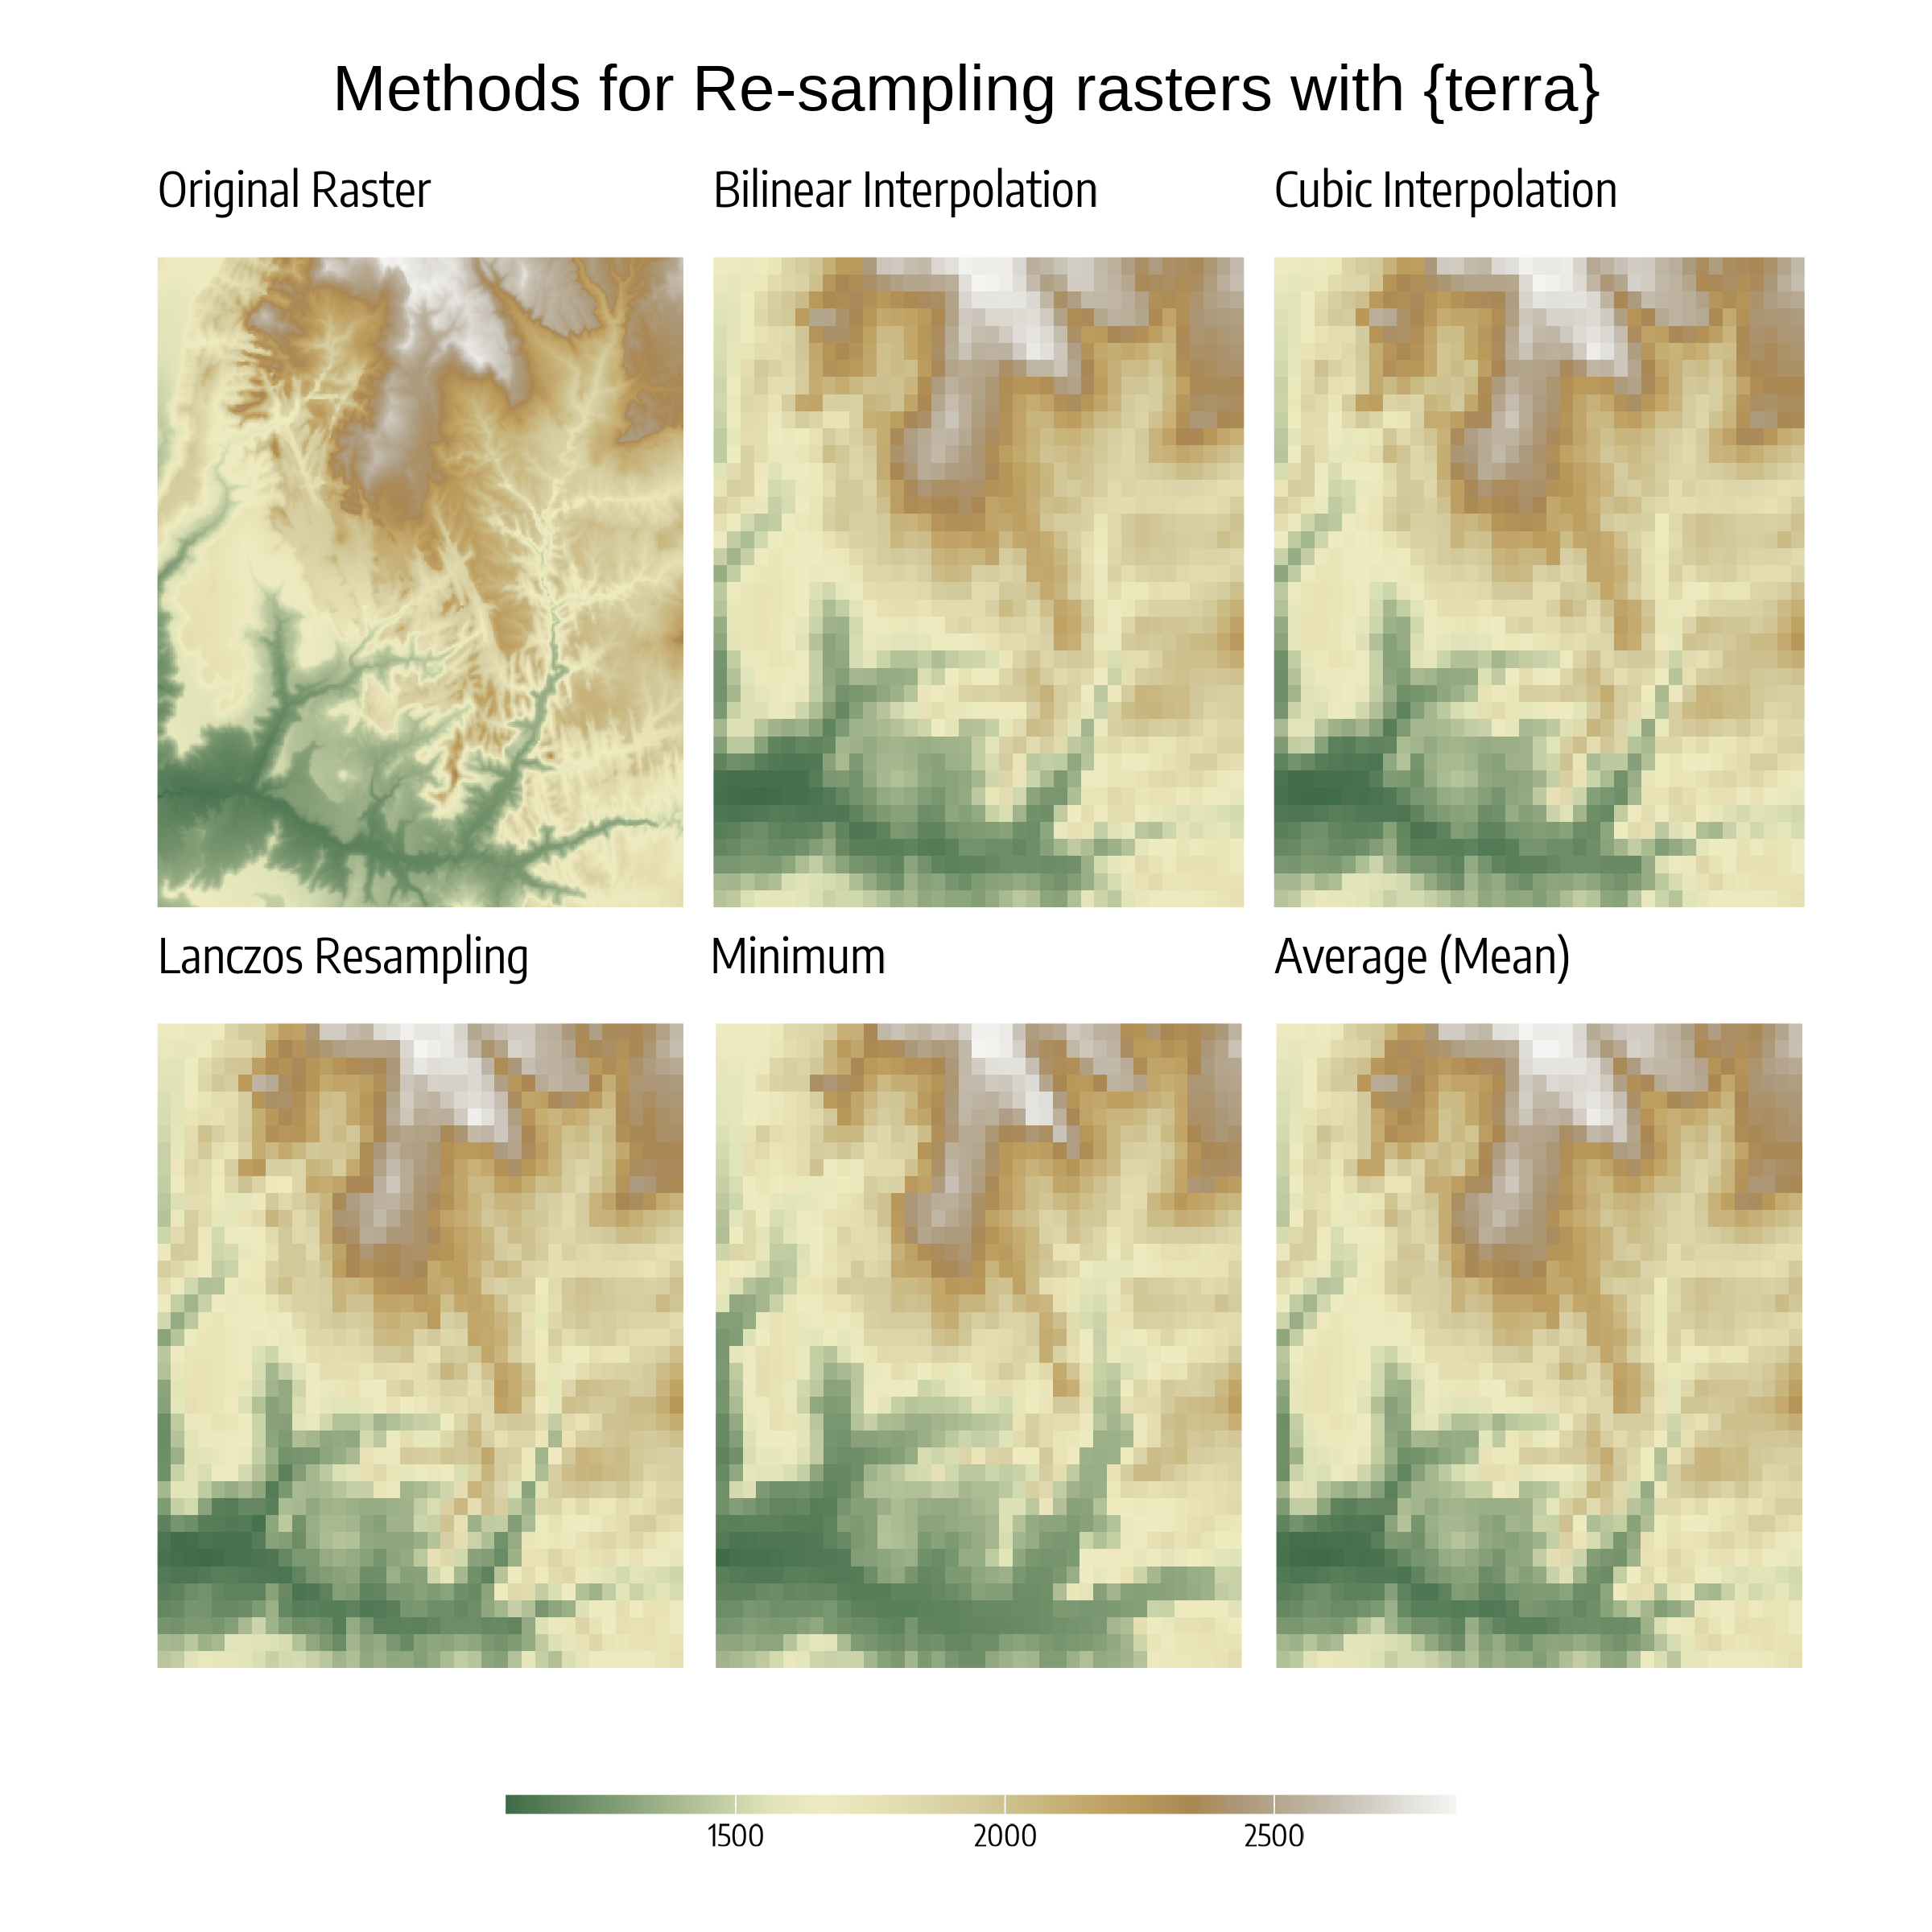 Methods for Re-sampling rasters with {terra}
Original Raster
Bilinear Interpolation
Cubic Interpolation
Lanczos Resampling
Minimum
Average (Mean)
1500
2000
2500